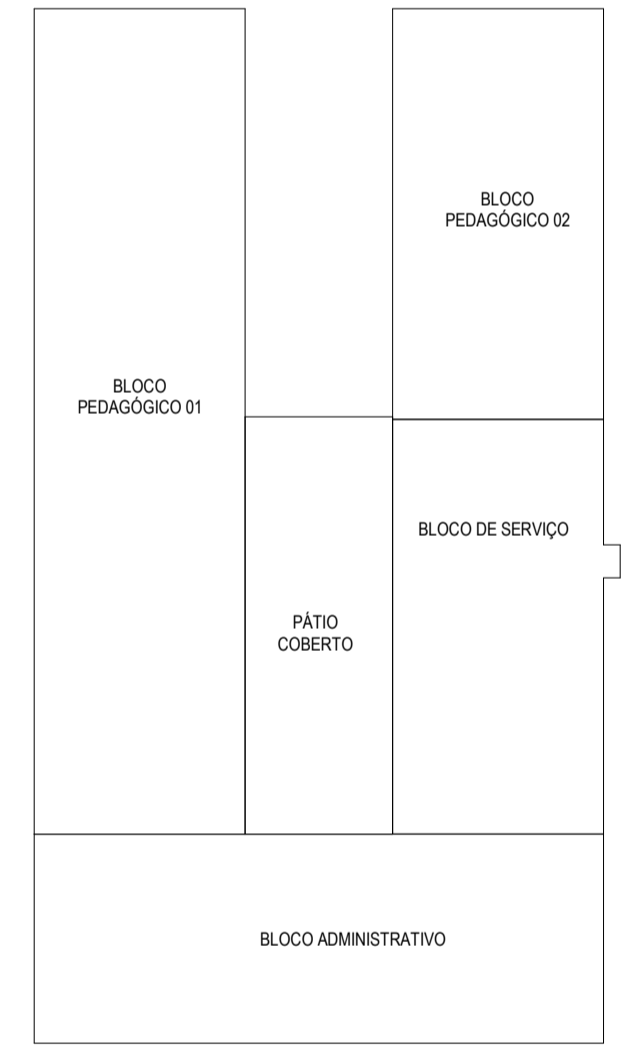 BLOCO
PEDAGÓGICO 02
BLOCO
PEDAGÓGICO 01
BLOCO DE SERVIÇO
PÁTIO
COBERTO
BLOCO ADMINISTRATIVO